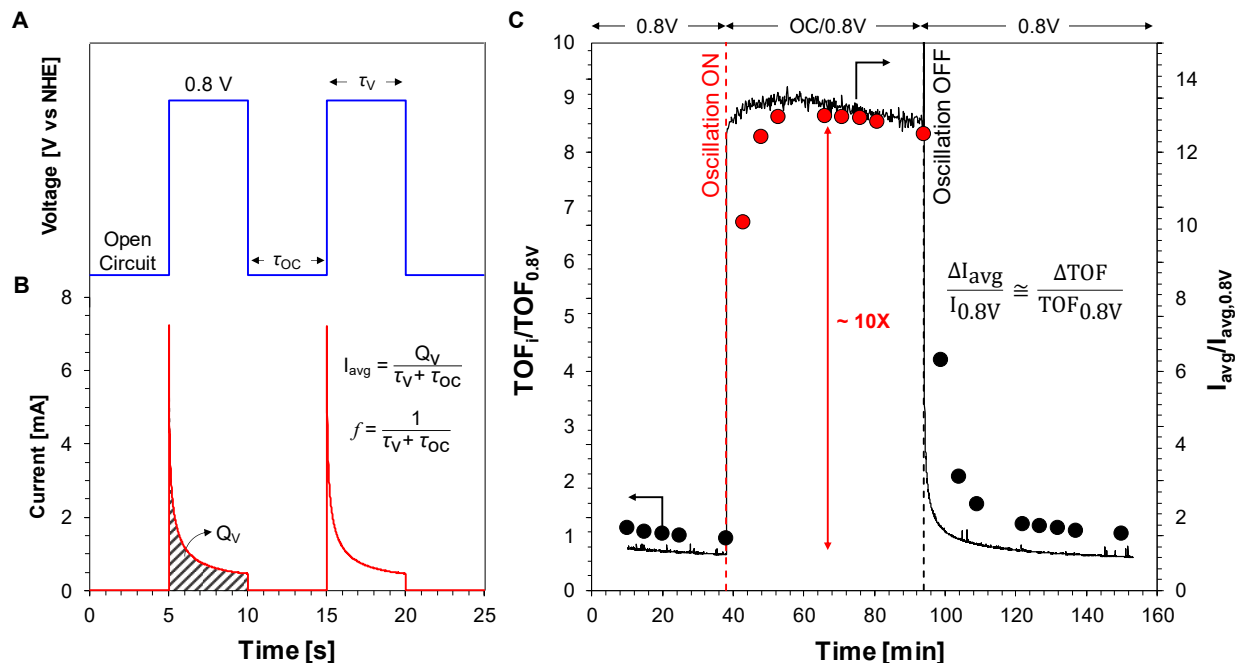 A
Voltage [V vs NHE]
0.8 V
τV
Open
Circuit
τOC
B
Current [mA]
8
6
4
2
0
Iavg = QV / (τV + τOC)
f = 1 / (τV + τOC)
QV
0 5 10 15 20 25
Time [s]
C
0.8V OC/0.8V 0.8V
TOFi/TOF0.8V
10
9
8
7
6
5
4
3
2
1
0
Oscillation ON
Oscillation OFF
~ 10X
ΔIavg / I0.8V ≅ ΔTOF / TOF0.8V
14
12
10
8
6
4
2
0
Iavg/Iavg,0.8V
0 20 40 60 80 100 120 140 160
Time [min]